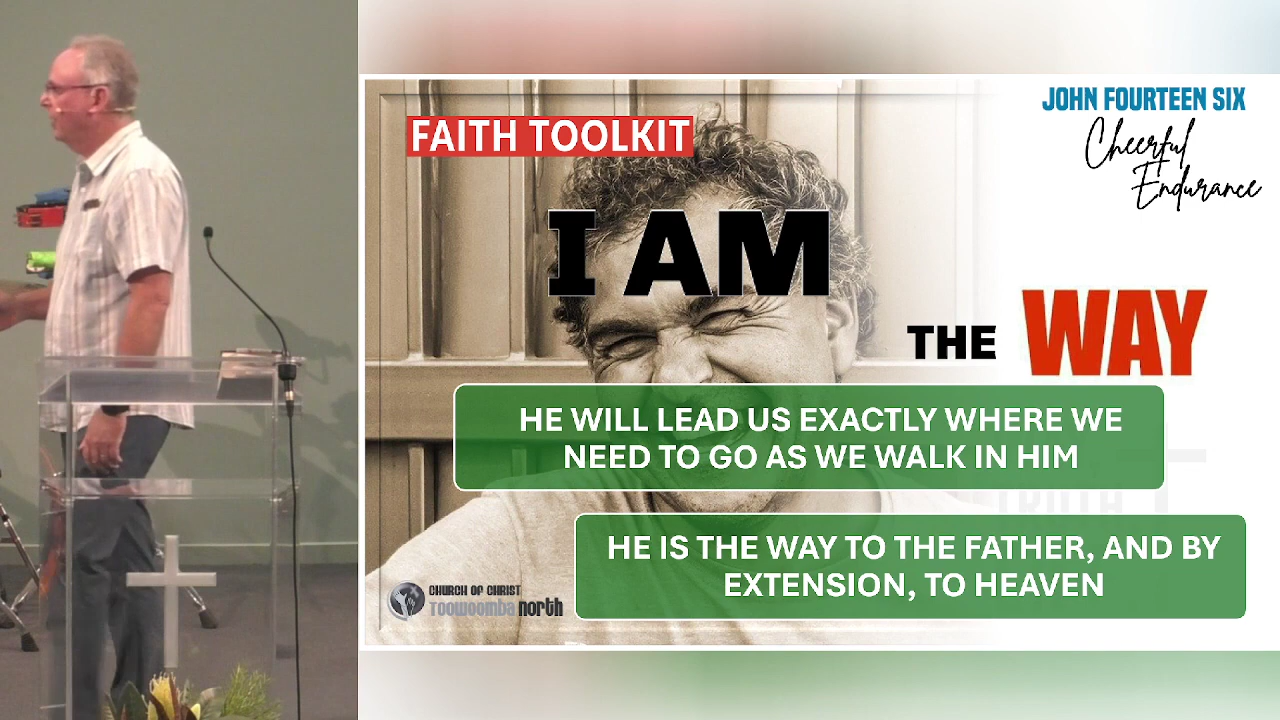 JOHN FOURTEEN SIX
Cheerful
Endurance
FAITH TOOLKIT
I AM
THE WAY
HE WILL LEAD US EXACTLY WHERE WE
NEED TO GO AS WE WALK IN HIM
TRUTH
HE IS THE WAY TO THE FATHER, AND BY
EXTENSION, TO HEAVEN
CHURCH OF CHRIST
TOOWOOMBA NORTH